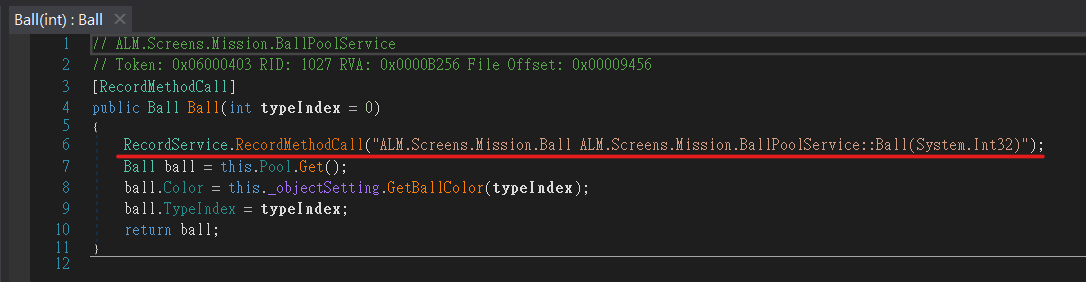 Ball(int) : Ball ×
1 // ALM.Screens.Mission.BallPoolService
2 // Token: 0x06000403 RID: 1027 RVA: 0x0000B256 File Offset: 0x00009456
3 [RecordMethodCall]
4 public Ball Ball(int typeIndex = 0)
5 {
6 RecordService.RecordMethodCall("ALM.Screens.Mission.Ball ALM.Screens.Mission.BallPoolService::Ball(System.Int32)");
7 Ball ball = this.Pool.Get();
8 ball.Color = this._objectSetting.GetBallColor(typeIndex);
9 ball.TypeIndex = typeIndex;
10 return ball;
11 }
12